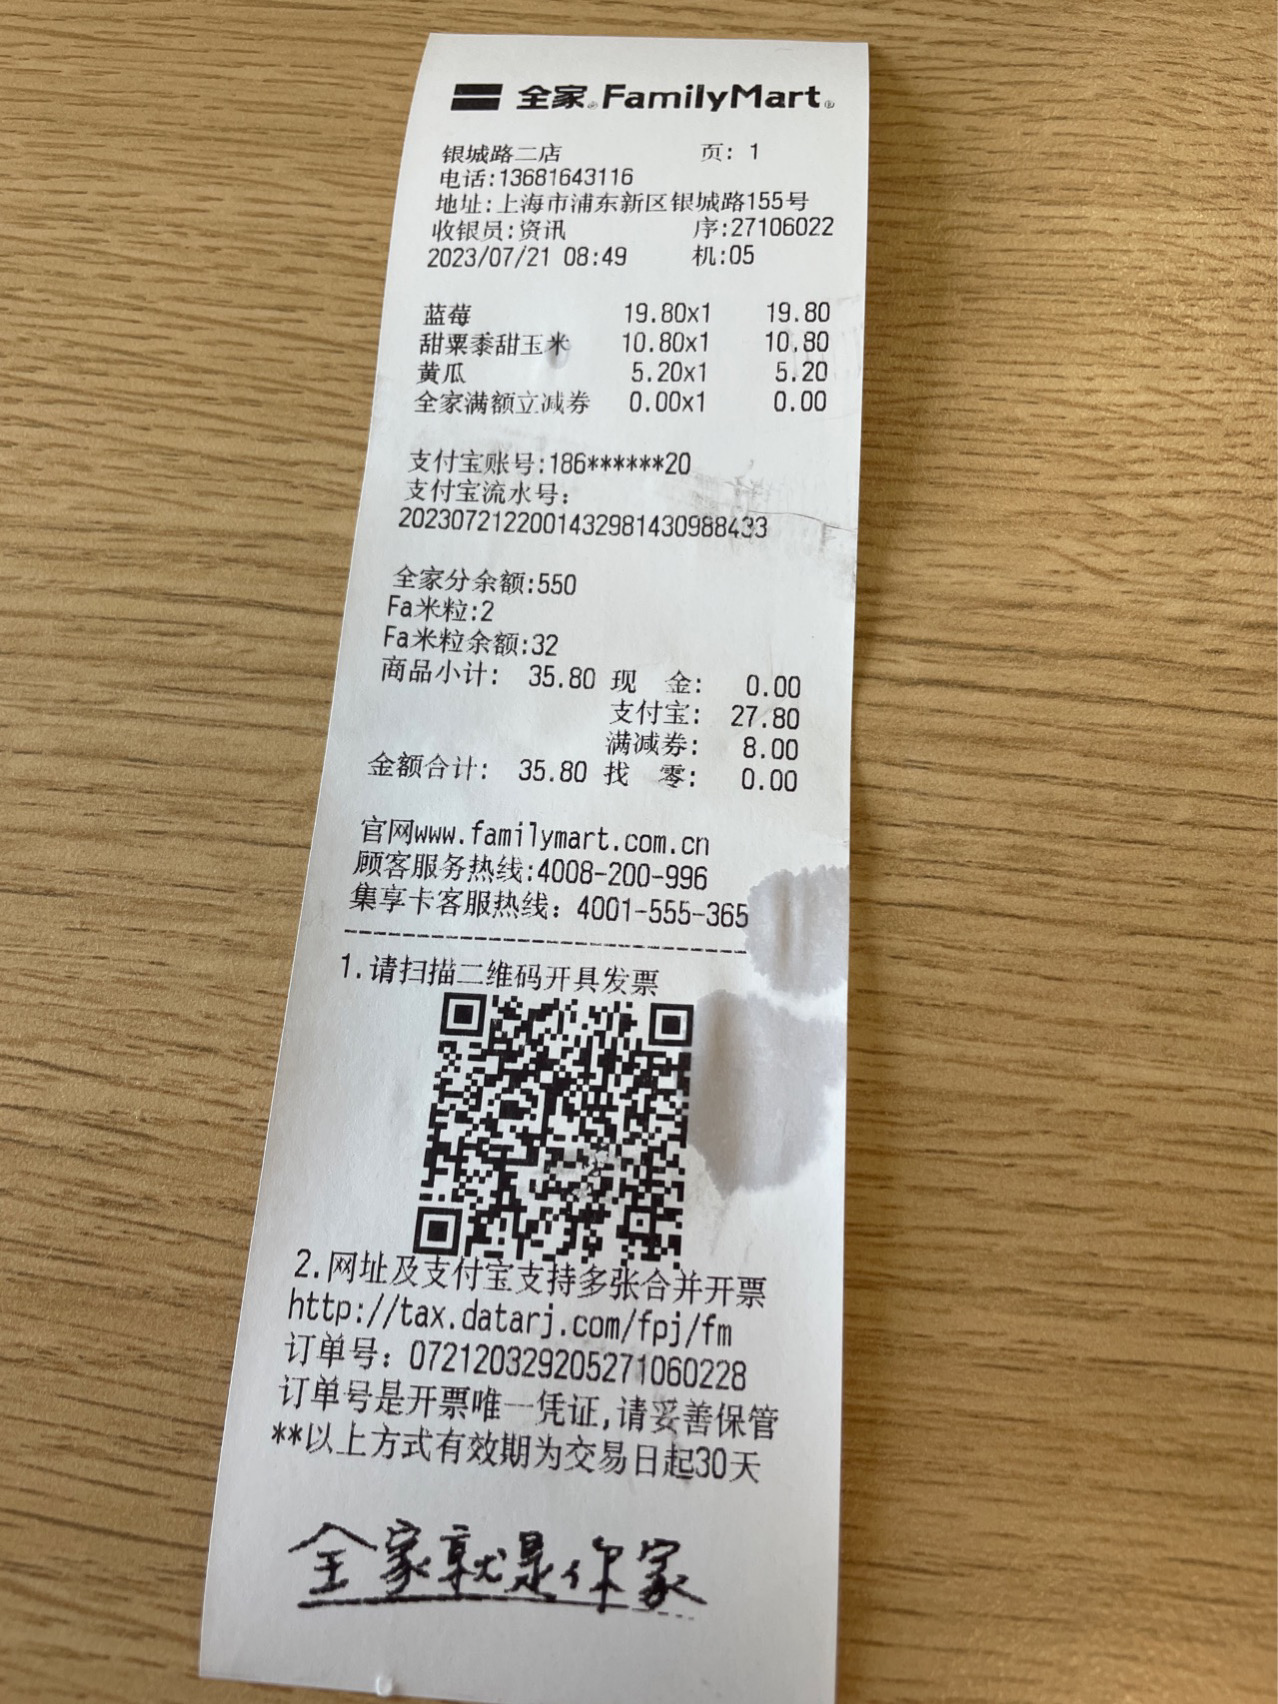 全家® FamilyMart®
银城路二店 页: 1
电话:13681643116
地址:上海市浦东新区银城路155号
收银员:资讯 序:27106022
2023/07/21 08:49 机:05
蓝莓 19.80x1 19.80
甜粟黍甜玉米 10.80x1 10.80
黄瓜 5.20x1 5.20
全家满额立减券 0.00x1 0.00
支付宝账号:186******20
支付宝流水号:
2023072122001432981430988433
全家分余额:550
Fa米粒:2
Fa米粒余额:32
商品小计: 35.80 现 金: 0.00
支付宝: 27.80
满减券: 8.00
金额合计: 35.80 找 零: 0.00
官网www.familymart.com.cn
顾客服务热线:4008-200-996
集享卡客服热线: 4001-555-365
1.请扫描二维码开具发票
2.网址及支付宝支持多张合并开票
http://tax.datarj.com/fpj/fm
订单号: 072120329205271060228
订单号是开票唯一凭证,请妥善保管
**以上方式有效期为交易日起30天
全家就是你家